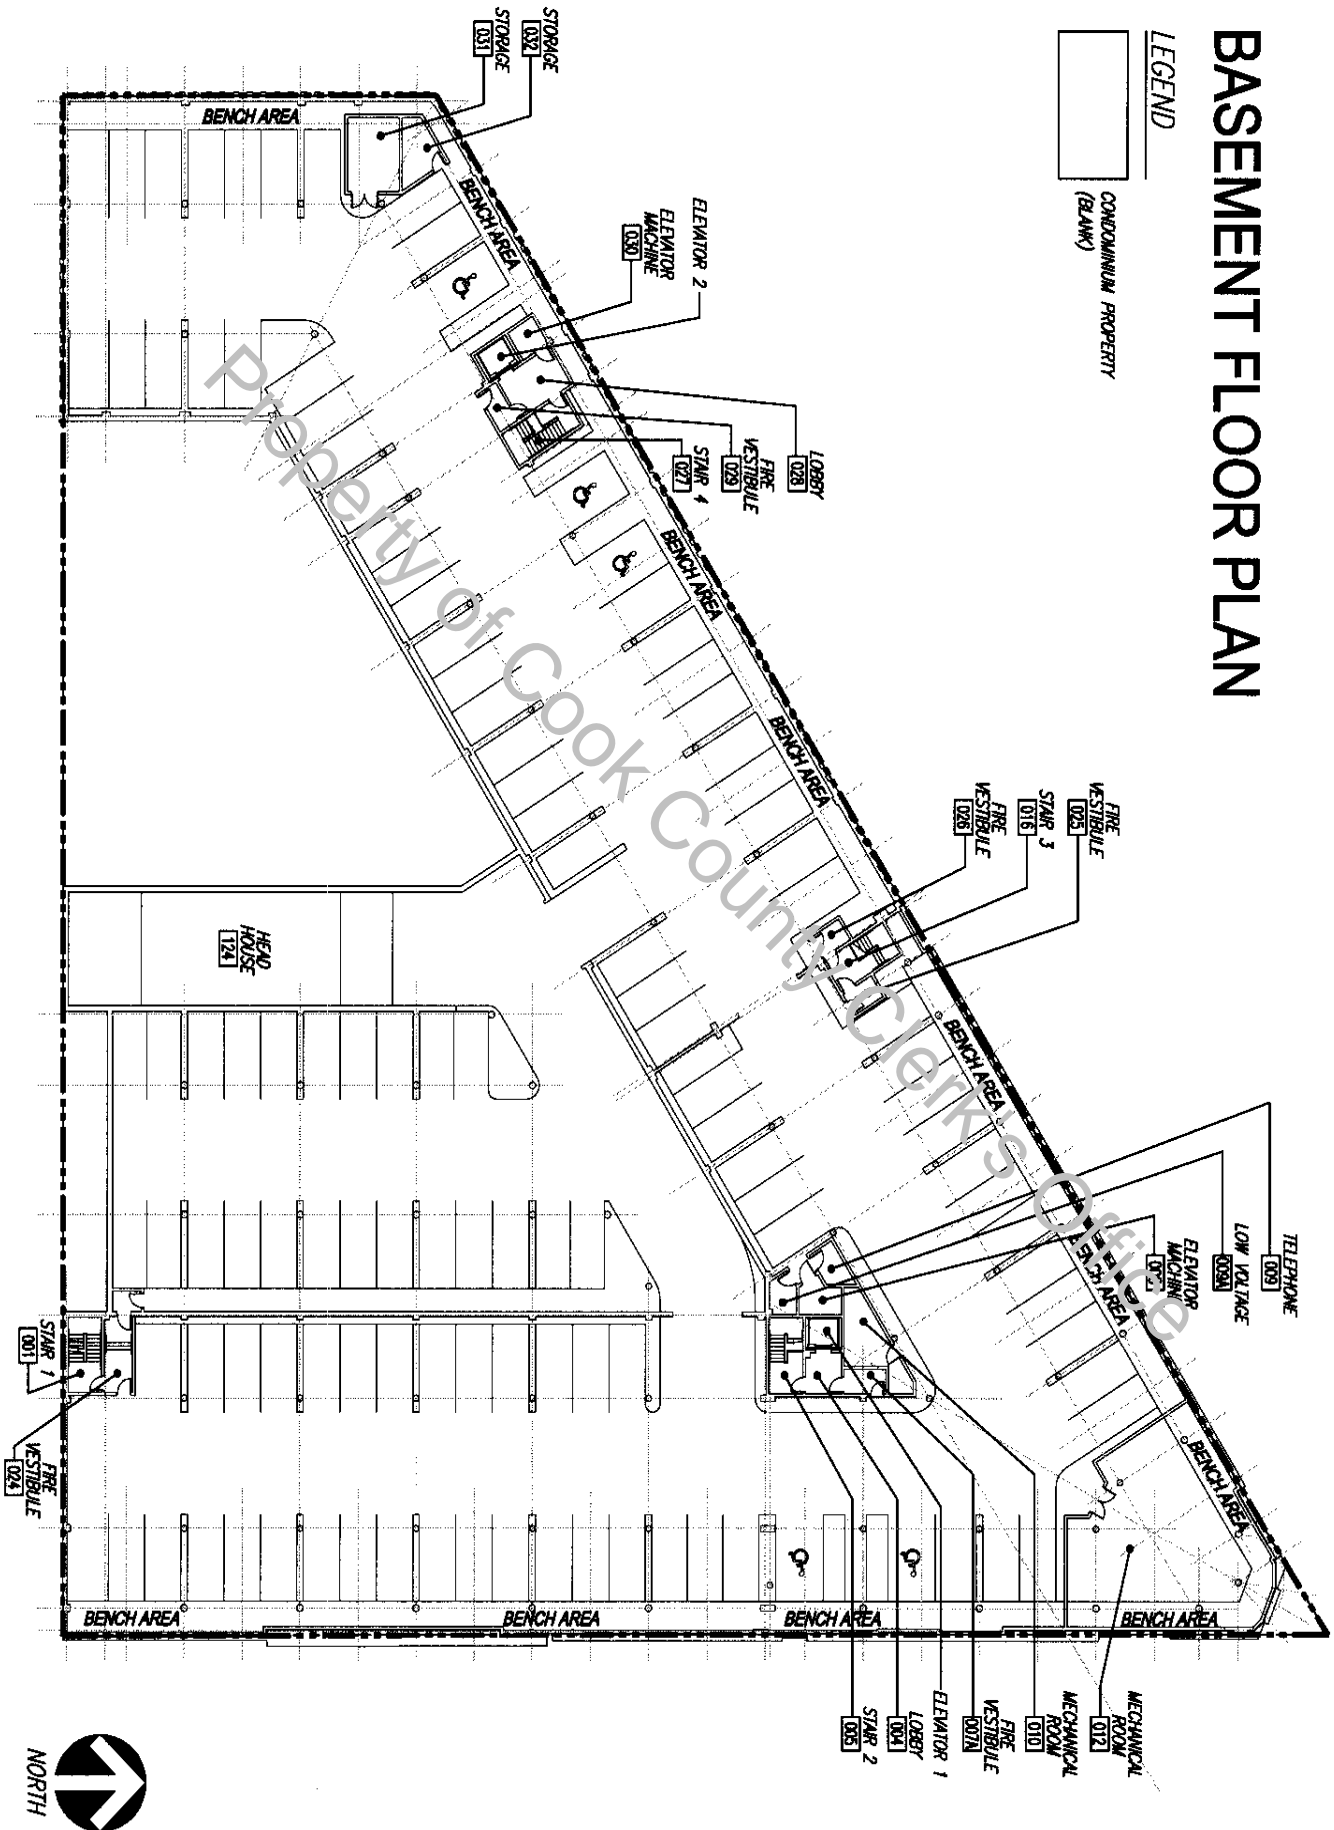 BASEMENT FLOOR PLAN
LEGEND
CONDOMINIUM PROPERTY
(BLANK)
STORAGE
032
STORAGE
031
BENCH AREA
BENCH AREA
ELEVATOR 2
ELEVATOR
MACHINE
030
LOBBY
028
FIRE
VESTIBULE
029
STAIR 4
027
BENCH AREA
BENCH AREA
FIRE
VESTIBULE
025
STAIR 3
016
FIRE
VESTIBULE
026
HEAD
HOUSE
124
BENCH AREA
TELEPHONE
009
LOW VOLTAGE
009A
ELEVATOR
MACHINE
BENCH AREA
STAIR 1
001
FIRE
VESTIBULE
024
BENCH AREA
BENCH AREA
BENCH AREA
BENCH AREA
BENCH AREA
MECHANICAL
ROOM
012
MECHANICAL
ROOM
010
FIRE
VESTIBULE
007A
ELEVATOR 1
LOBBY
004
STAIR 2
005
NORTH
Property of Cook County Clerk's Office